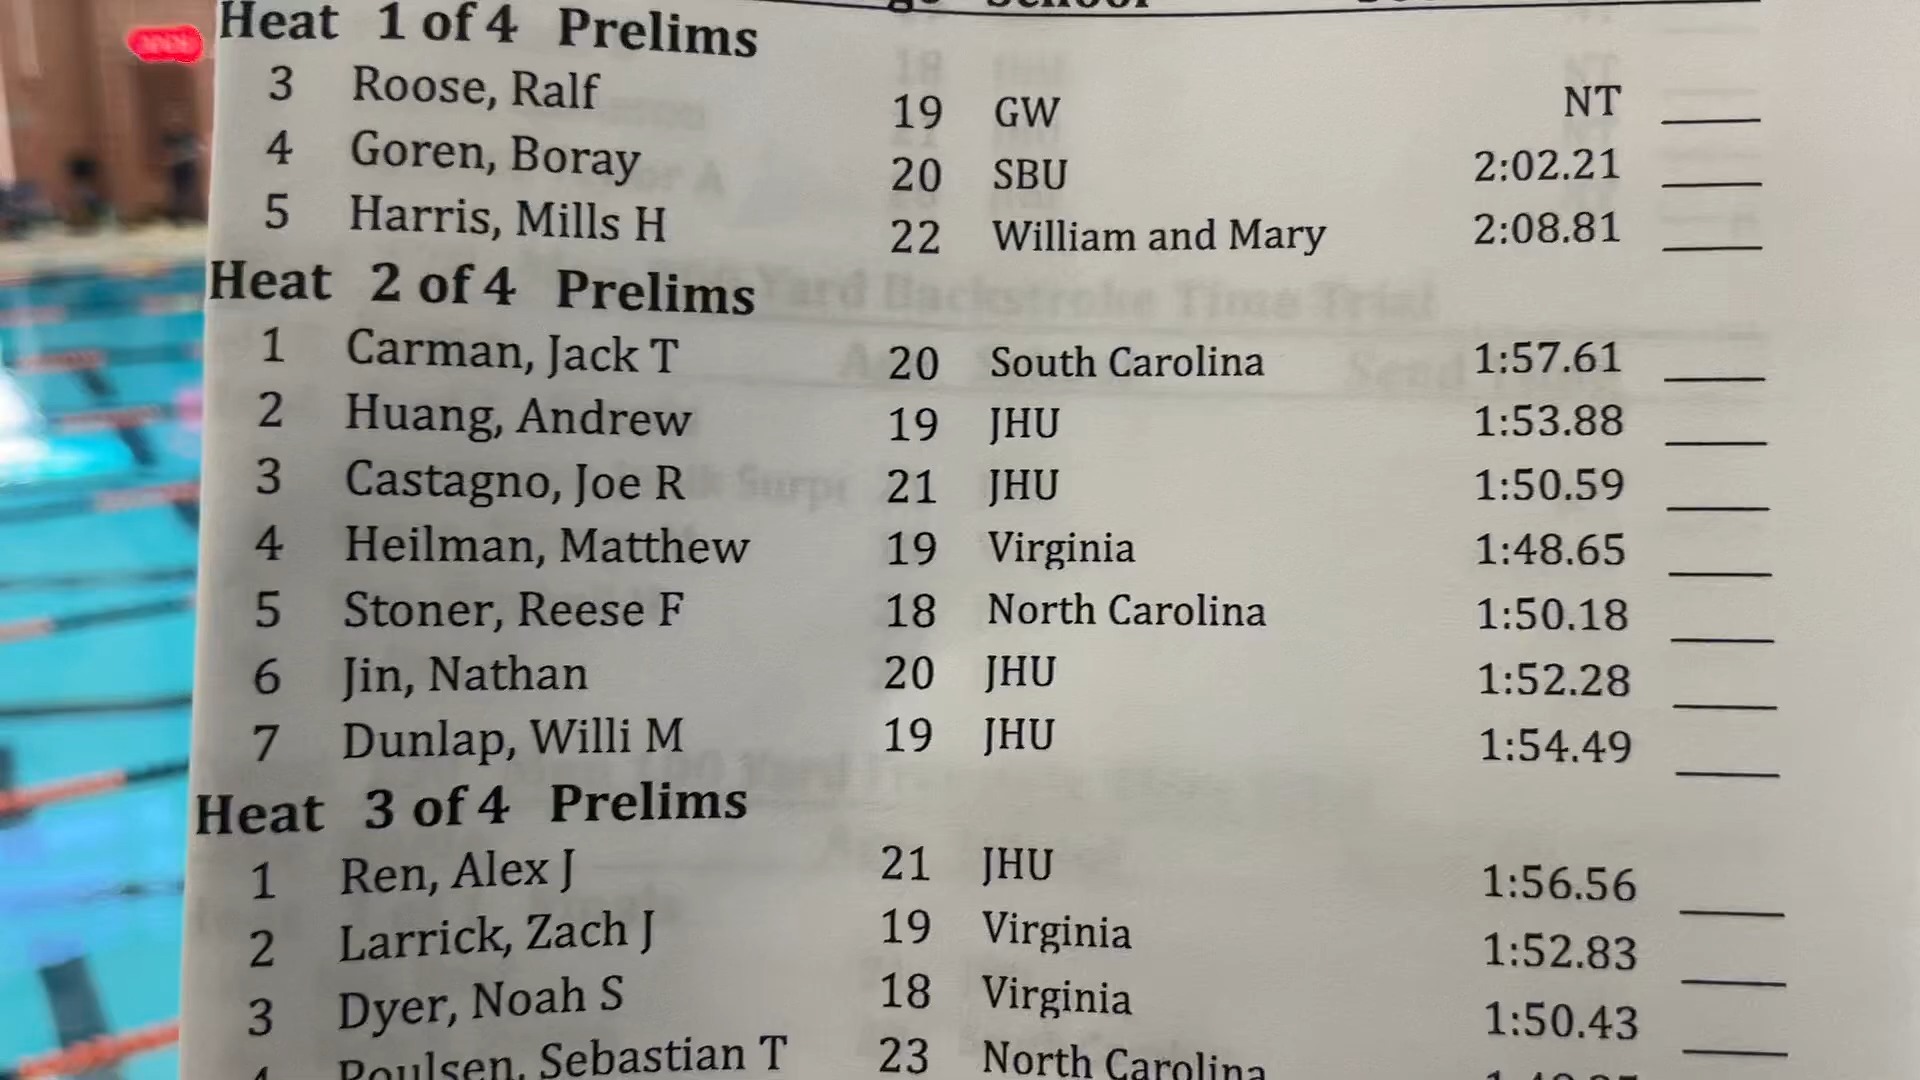 Heat 1 of 4 Prelims
3 Roose, Ralf 19 GW NT
4 Goren, Boray 20 SBU 2:02.21
5 Harris, Mills H 22 William and Mary 2:08.81
Heat 2 of 4 Prelims
1 Carman, Jack T 20 South Carolina 1:57.61
2 Huang, Andrew 19 JHU 1:53.88
3 Castagno, Joe R 21 JHU 1:50.59
4 Heilman, Matthew 19 Virginia 1:48.65
5 Stoner, Reese F 18 North Carolina 1:50.18
6 Jin, Nathan 20 JHU 1:52.28
7 Dunlap, Willi M 19 JHU 1:54.49
Heat 3 of 4 Prelims
1 Ren, Alex J 21 JHU 1:56.56
2 Larrick, Zach J 19 Virginia 1:52.83
3 Dyer, Noah S 18 Virginia 1:50.43
4 Poulsen, Sebastian T 23 North Carolina